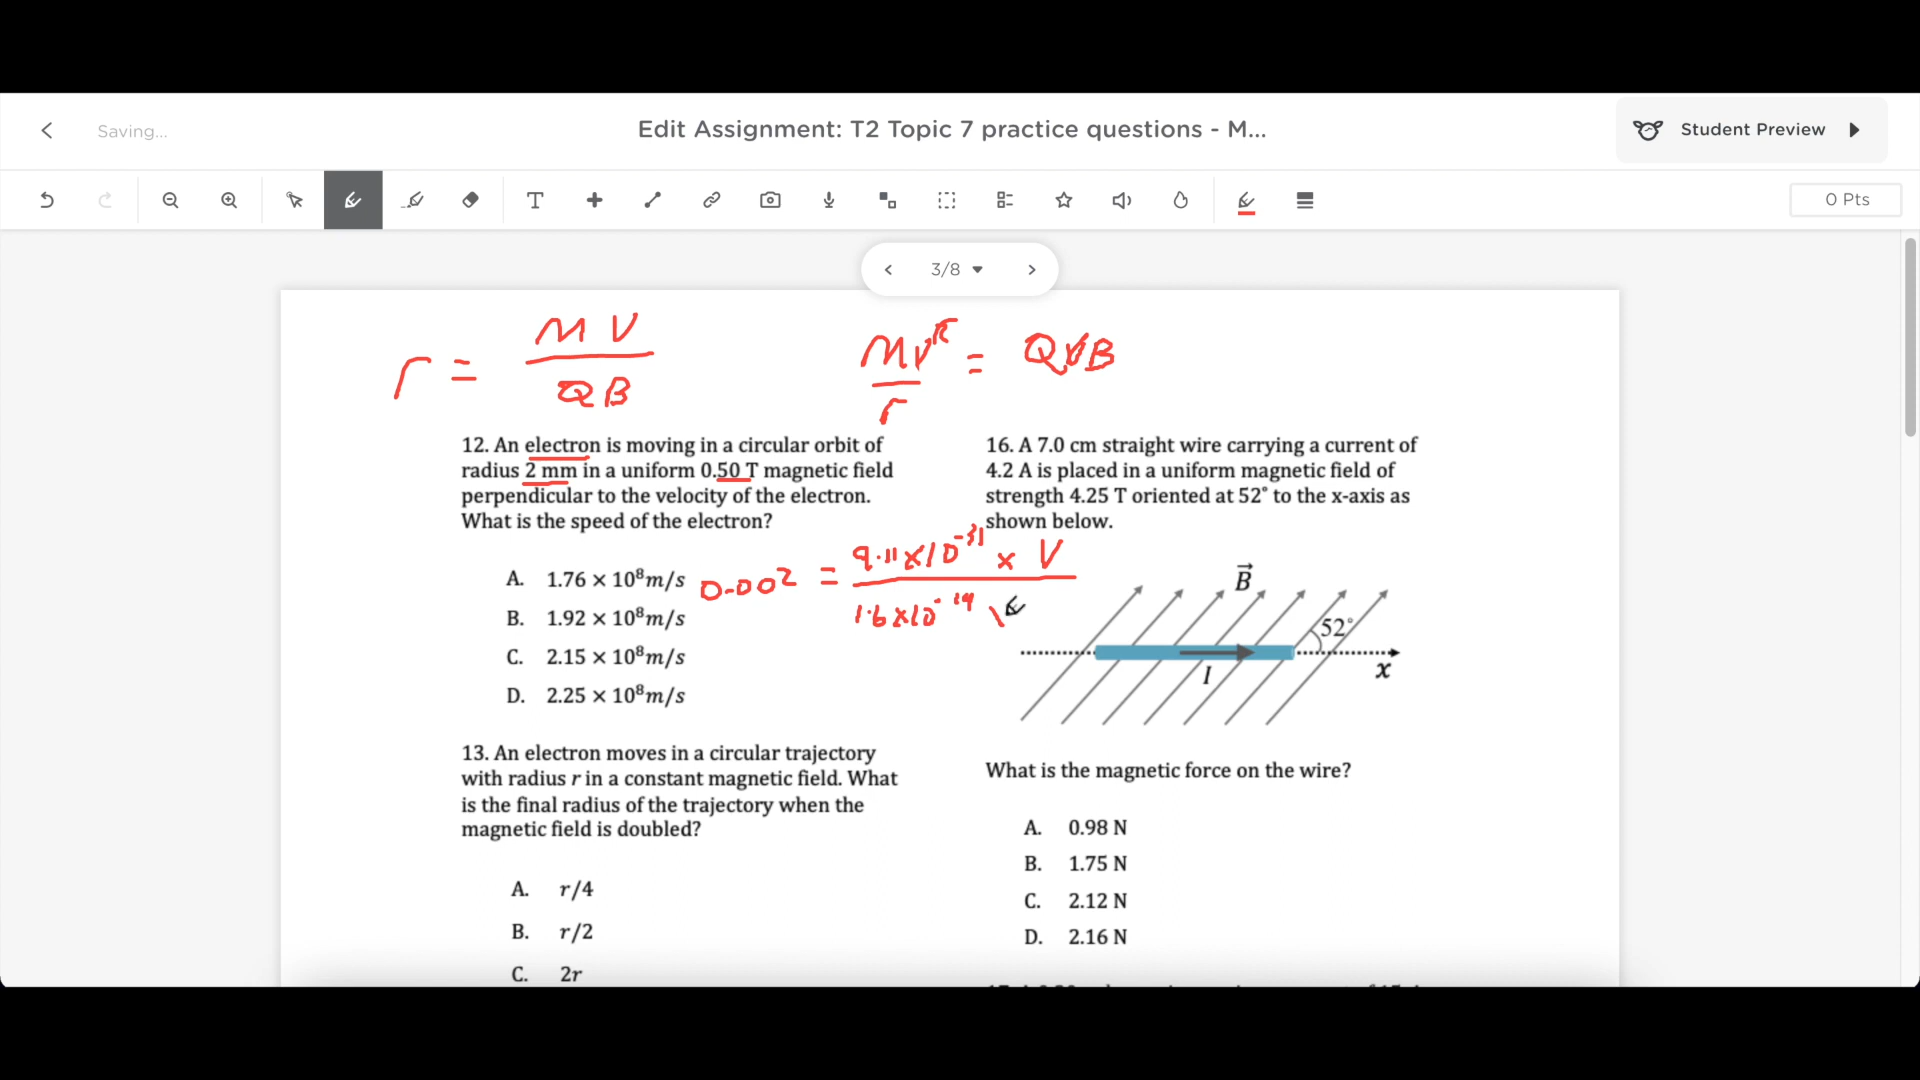 Saving...
Edit Assignment: T2 Topic 7 practice questions - M...
Student Preview
0 Pts
3/8
r = MV / QB
MV² / r = QVB
12. An electron is moving in a circular orbit of
radius 2 mm in a uniform 0.50 T magnetic field
perpendicular to the velocity of the electron.
What is the speed of the electron?
A. 1.76 × 10⁸m/s
B. 1.92 × 10⁸m/s
C. 2.15 × 10⁸m/s
D. 2.25 × 10⁸m/s
0.002 = 9.11×10⁻³¹ × V / 1.6×10⁻¹⁹
13. An electron moves in a circular trajectory
with radius r in a constant magnetic field. What
is the final radius of the trajectory when the
magnetic field is doubled?
A. r/4
B. r/2
C. 2r
16. A 7.0 cm straight wire carrying a current of
4.2 A is placed in a uniform magnetic field of
strength 4.25 T oriented at 52° to the x-axis as
shown below.
B
52°
I
x
What is the magnetic force on the wire?
A. 0.98 N
B. 1.75 N
C. 2.12 N
D. 2.16 N